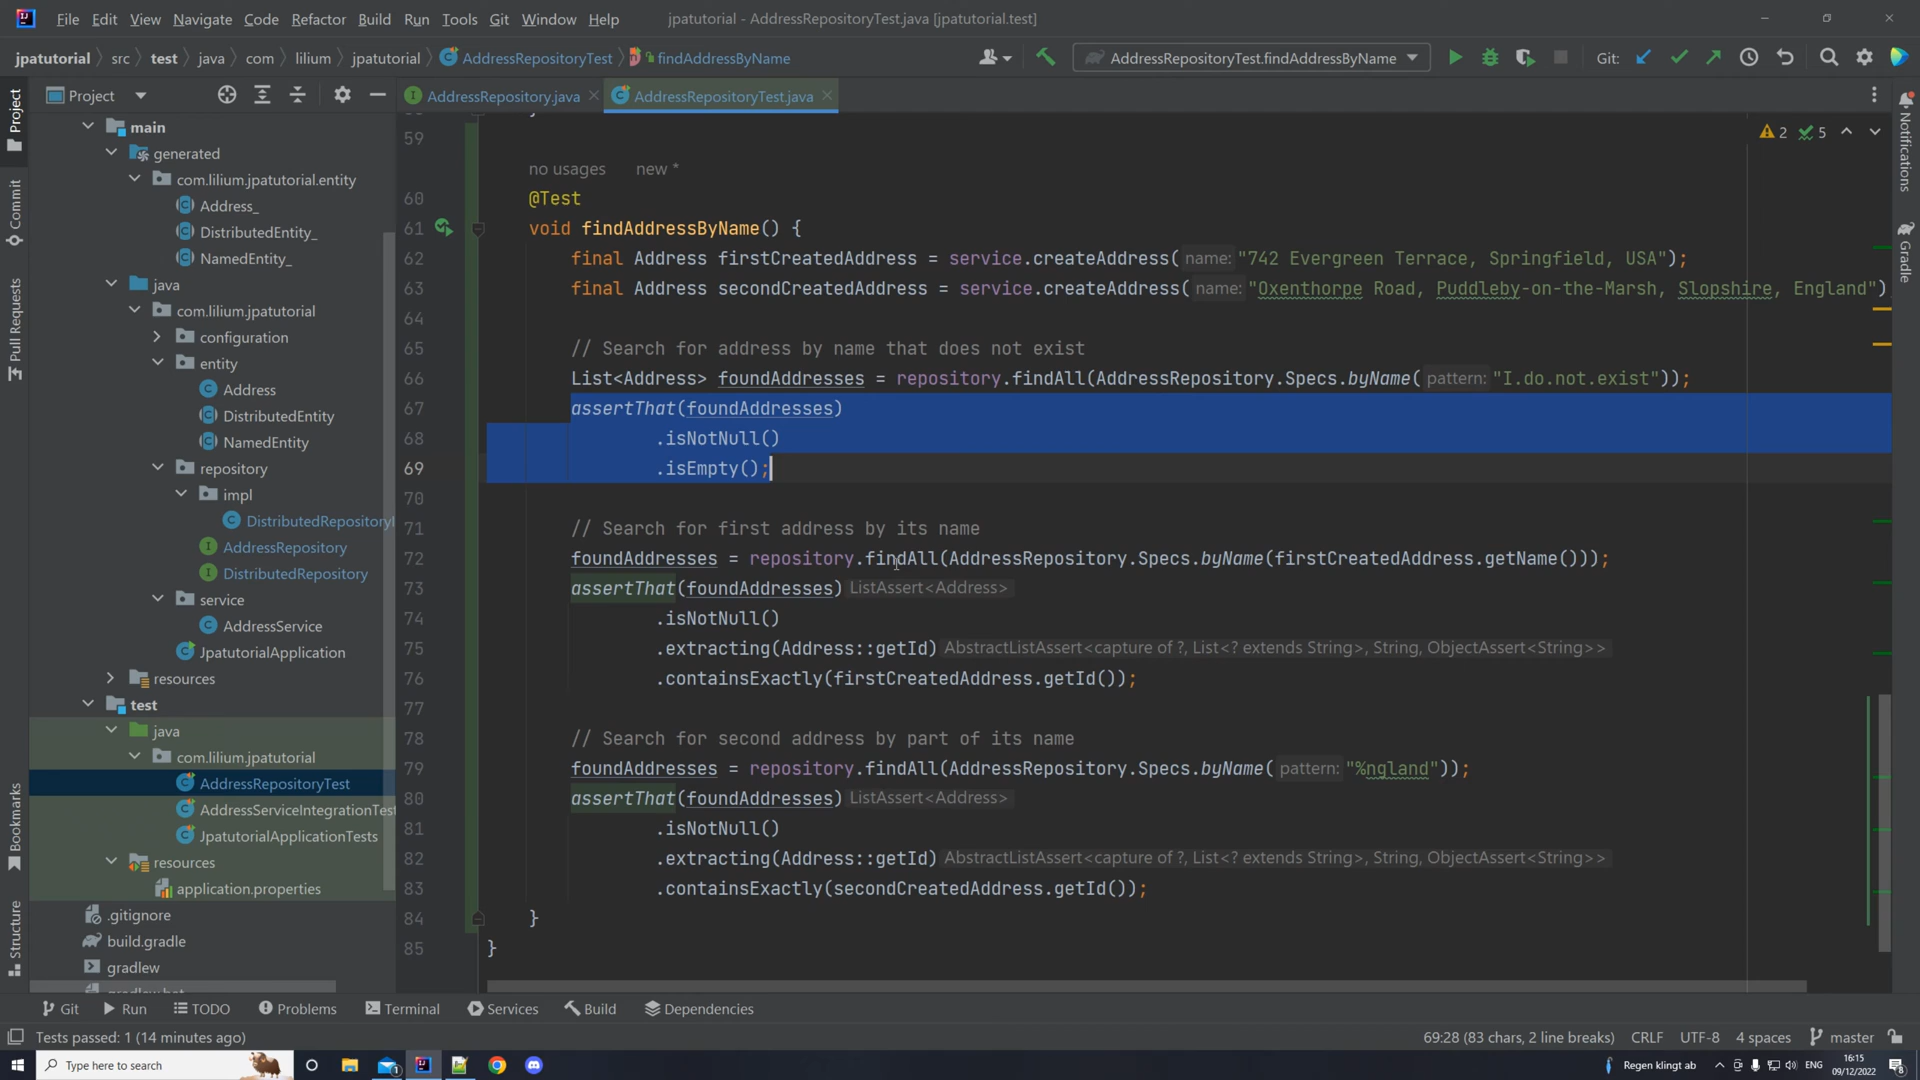 File Edit View Navigate Code Refactor Build Run Tools Git Window Help jpatutorial - AddressRepositoryTest.java [jpatutorial.test]
jpatutorial src test java com lilium jpatutorial AddressRepositoryTest findAddressByName AddressRepositoryTest.findAddressByName Git:
Project AddressRepository.java AddressRepositoryTest.java
Project
Commit
Pull Requests
Bookmarks
Structure
main
generated
com.lilium.jpatutorial.entity
Address_
DistributedEntity_
NamedEntity_
java
com.lilium.jpatutorial
configuration
entity
Address
DistributedEntity
NamedEntity
repository
impl
DistributedRepositoryI
AddressRepository
DistributedRepository
service
AddressService
JpatutorialApplication
resources
test
java
com.lilium.jpatutorial
AddressRepositoryTest
AddressServiceIntegrationTest
JpatutorialApplicationTests
resources
application.properties
.gitignore
build.gradle
gradlew
gradlew.bat
2 5
59
no usages new *
60 @Test
61 void findAddressByName() {
62 final Address firstCreatedAddress = service.createAddress( name: "742 Evergreen Terrace, Springfield, USA");
63 final Address secondCreatedAddress = service.createAddress( name: "Oxenthorpe Road, Puddleby-on-the-Marsh, Slopshire, England")
64
65 // Search for address by name that does not exist
66 List<Address> foundAddresses = repository.findAll(AddressRepository.Specs.byName( pattern: "I.do.not.exist"));
67 assertThat(foundAddresses)
68 .isNotNull()
69 .isEmpty();
70
71 // Search for first address by its name
72 foundAddresses = repository.findAll(AddressRepository.Specs.byName(firstCreatedAddress.getName()));
73 assertThat(foundAddresses) ListAssert<Address>
74 .isNotNull()
75 .extracting(Address::getId) AbstractListAssert<capture of ?, List<? extends String>, String, ObjectAssert<String>>
76 .containsExactly(firstCreatedAddress.getId());
77
78 // Search for second address by part of its name
79 foundAddresses = repository.findAll(AddressRepository.Specs.byName( pattern: "%ngland"));
80 assertThat(foundAddresses) ListAssert<Address>
81 .isNotNull()
82 .extracting(Address::getId) AbstractListAssert<capture of ?, List<? extends String>, String, ObjectAssert<String>>
83 .containsExactly(secondCreatedAddress.getId());
84 }
85 }
Notifications
Gradle
Git Run TODO Problems Terminal Services Build Dependencies
Tests passed: 1 (14 minutes ago) 69:28 (83 chars, 2 line breaks) CRLF UTF-8 4 spaces master
Type here to search Regen klingt ab ENG 16:15
09/12/2022